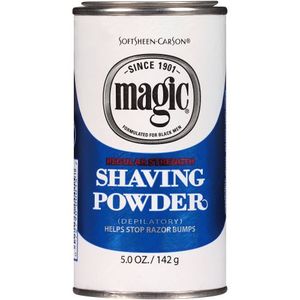 SOFTSHEEN-CARSON®
SINCE 1901
magic
FORMULATED FOR BLACK MEN
REGULAR STRENGTH
SHAVING
POWDER
(DEPILATORY)
HELPS STOP RAZOR BUMPS
5.0 OZ. / 142 g